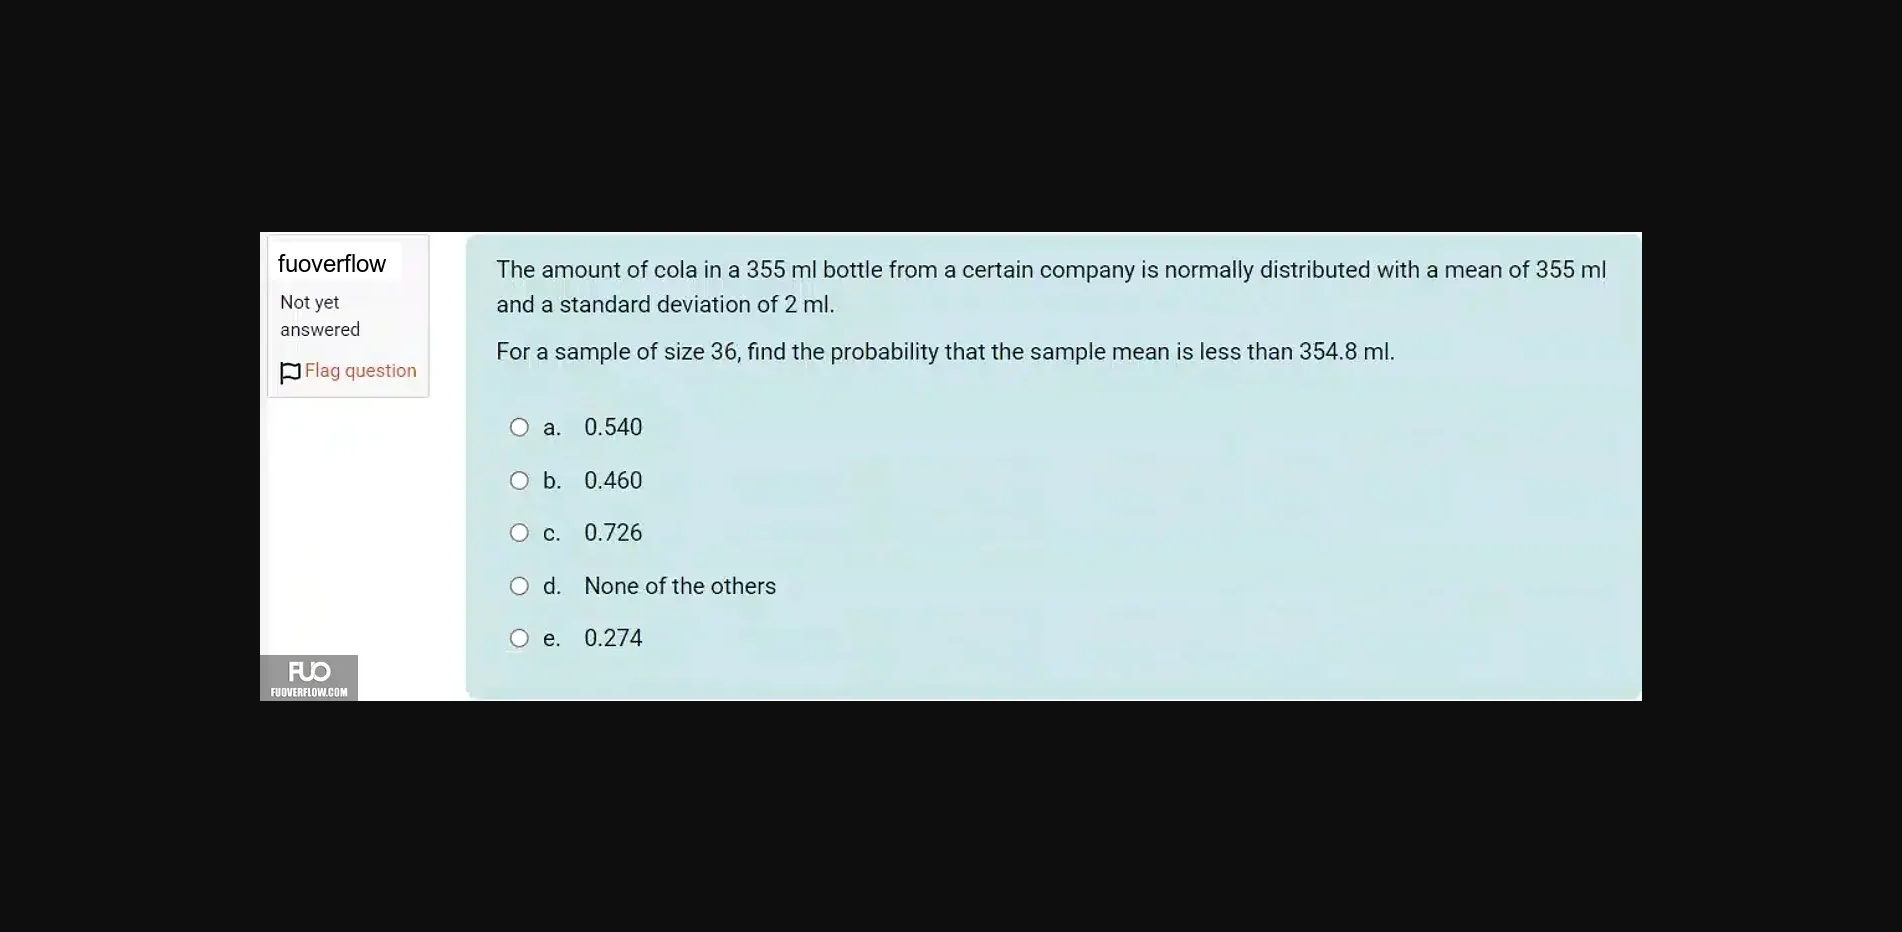 fuoverflow
Not yet
answered
Flag question
The amount of cola in a 355 ml bottle from a certain company is normally distributed with a mean of 355 ml
and a standard deviation of 2 ml.
For a sample of size 36, find the probability that the sample mean is less than 354.8 ml.
a. 0.540
b. 0.460
c. 0.726
d. None of the others
e. 0.274
FUO
FUOVERFLOW.COM